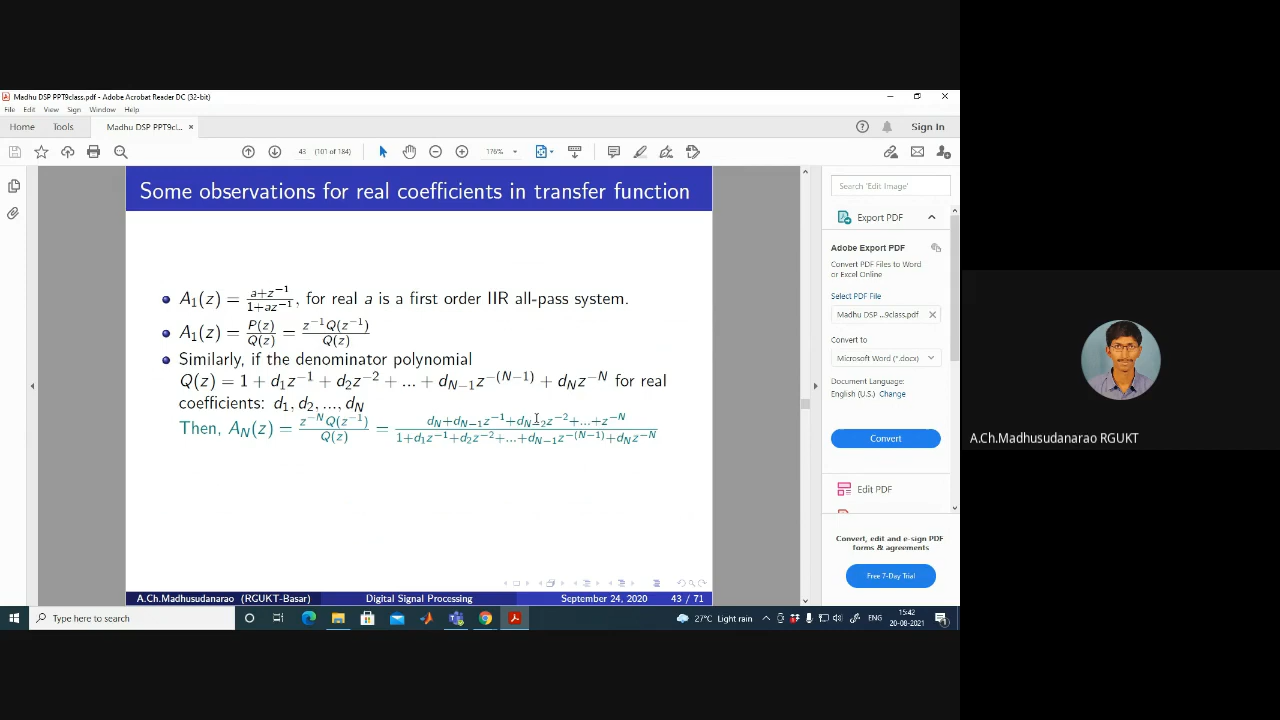 Madhu DSP PPT9class.pdf - Adobe Acrobat Reader DC (32-bit)
File Edit View Sign Window Help
Home Tools Madhu DSP PPT9cl... × Sign In
43 (101 of 184) 176%
Some observations for real coefficients in transfer function
A₁(z) = (a+z⁻¹)/(1+az⁻¹), for real a is a first order IIR all-pass system.
A₁(z) = P(z)/Q(z) = z⁻¹Q(z⁻¹)/Q(z)
Similarly, if the denominator polynomial
Q(z) = 1 + d₁z⁻¹ + d₂z⁻² + ... + d_{N−1}z^{−(N−1)} + d_N z^{−N} for real
coefficients: d₁, d₂, ..., d_N
Then, A_N(z) = z^{−N}Q(z⁻¹)/Q(z) = (d_N+d_{N−1}z⁻¹+d_{N−2}z⁻²+...+z^{−N})/(1+d₁z⁻¹+d₂z⁻²+...+d_{N−1}z^{−(N−1)}+d_N z^{−N})
A.Ch.Madhusudanarao (RGUKT-Basar) Digital Signal Processing September 24, 2020 43 / 71
Search 'Edit Image'
Export PDF
Adobe Export PDF
Convert PDF Files to Word
or Excel Online
Select PDF File
Madhu DSP ...9class.pdf ×
Convert to
Microsoft Word (*.docx)
Document Language:
English (U.S.) Change
Convert
Edit PDF
Convert, edit and e-sign PDF
forms & agreements
Free 7-Day Trial
Type here to search
27°C Light rain ENG
15:42
20-08-2021
A.Ch.Madhusudanarao RGUKT